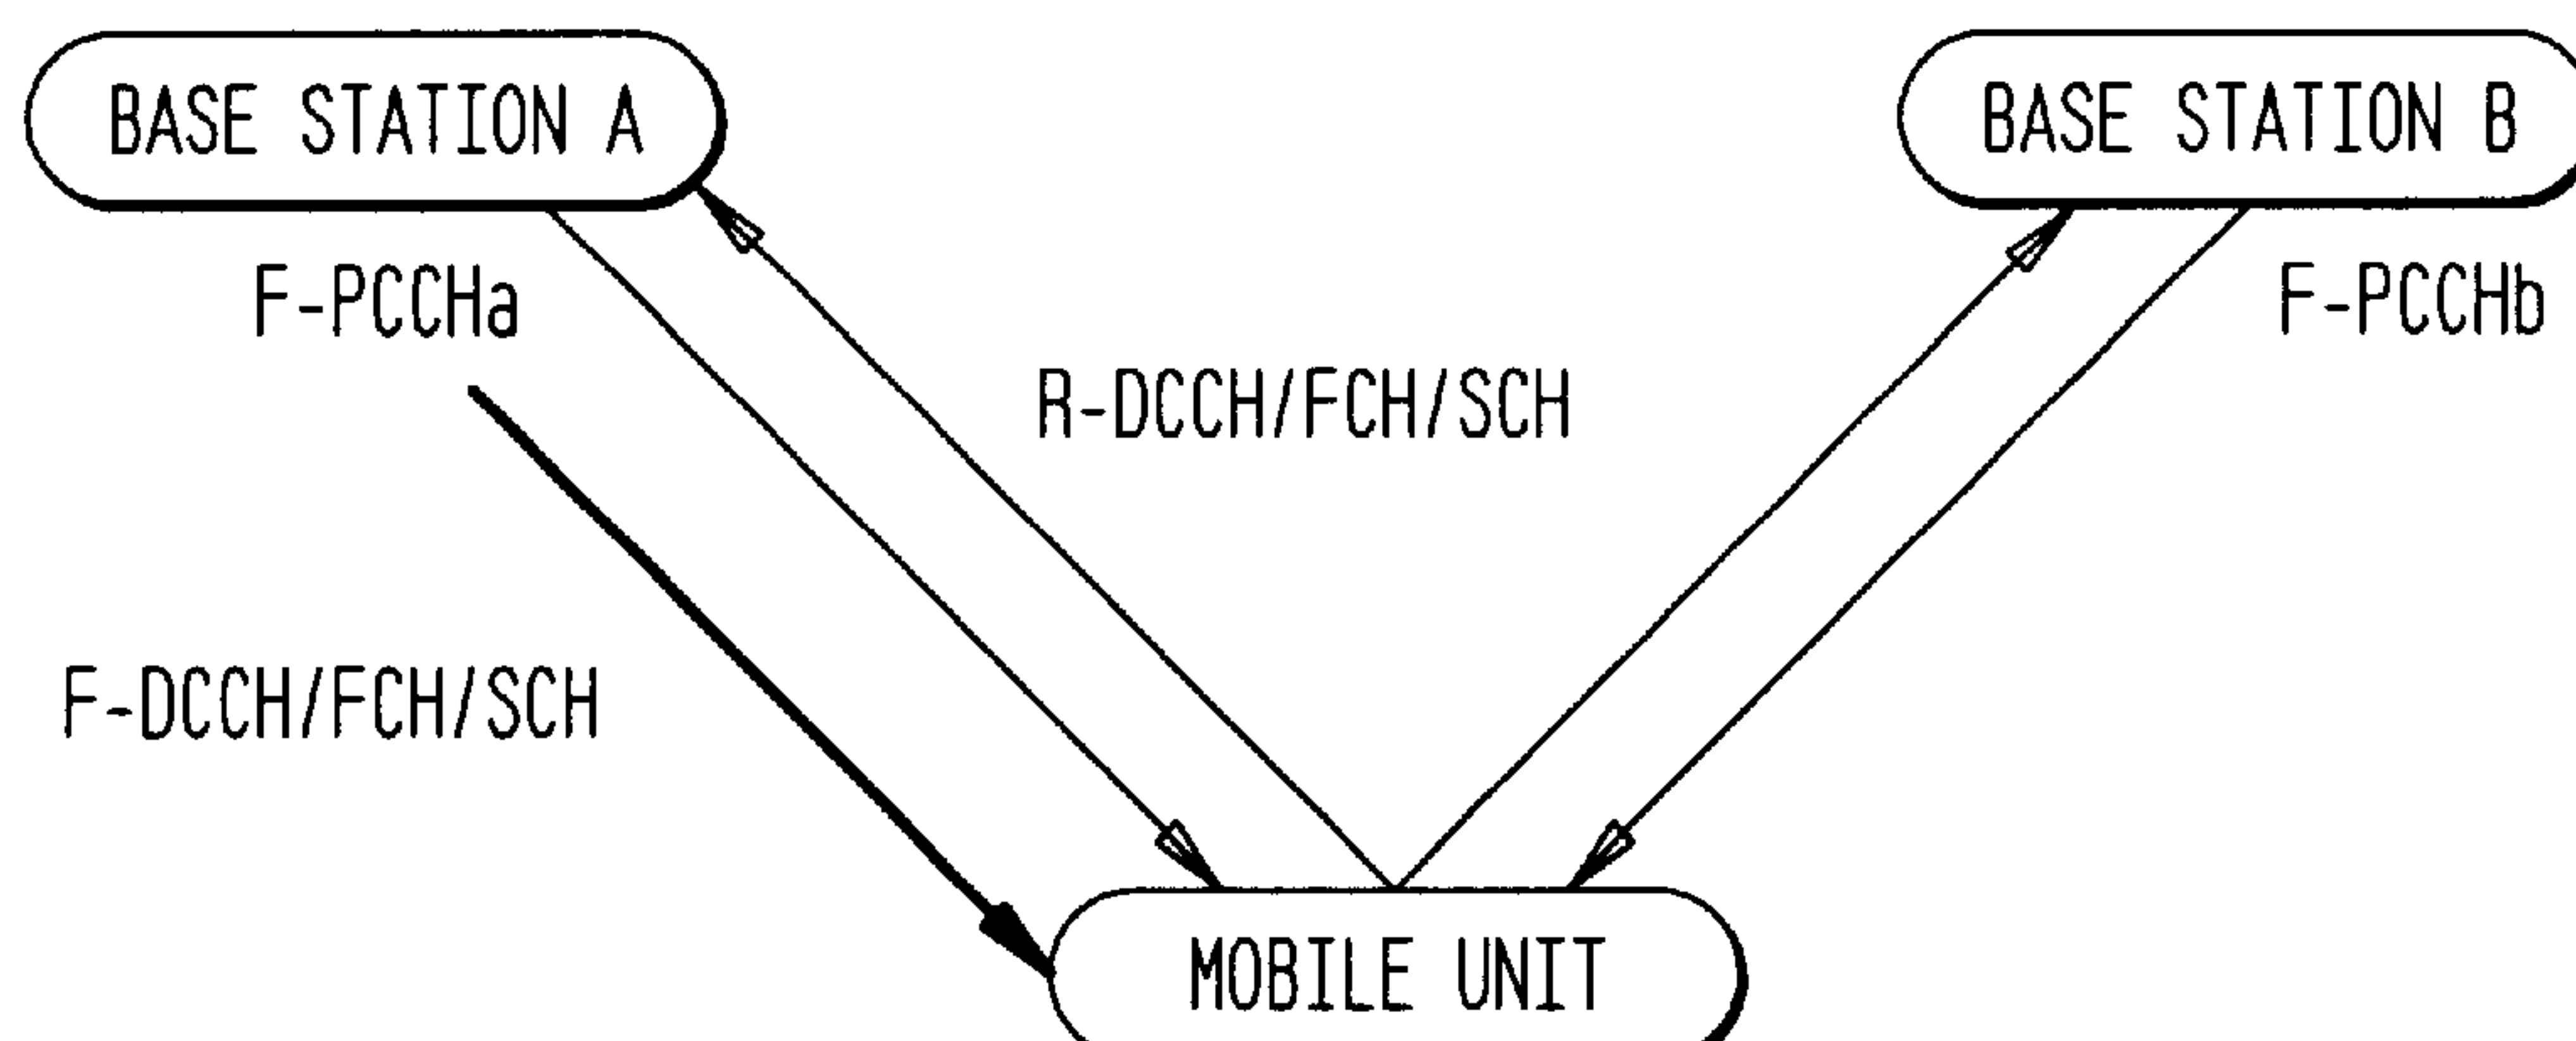 BASE STATION A
BASE STATION B
F-PCCHa
F-PCCHb
R-DCCH/FCH/SCH
F-DCCH/FCH/SCH
MOBILE UNIT